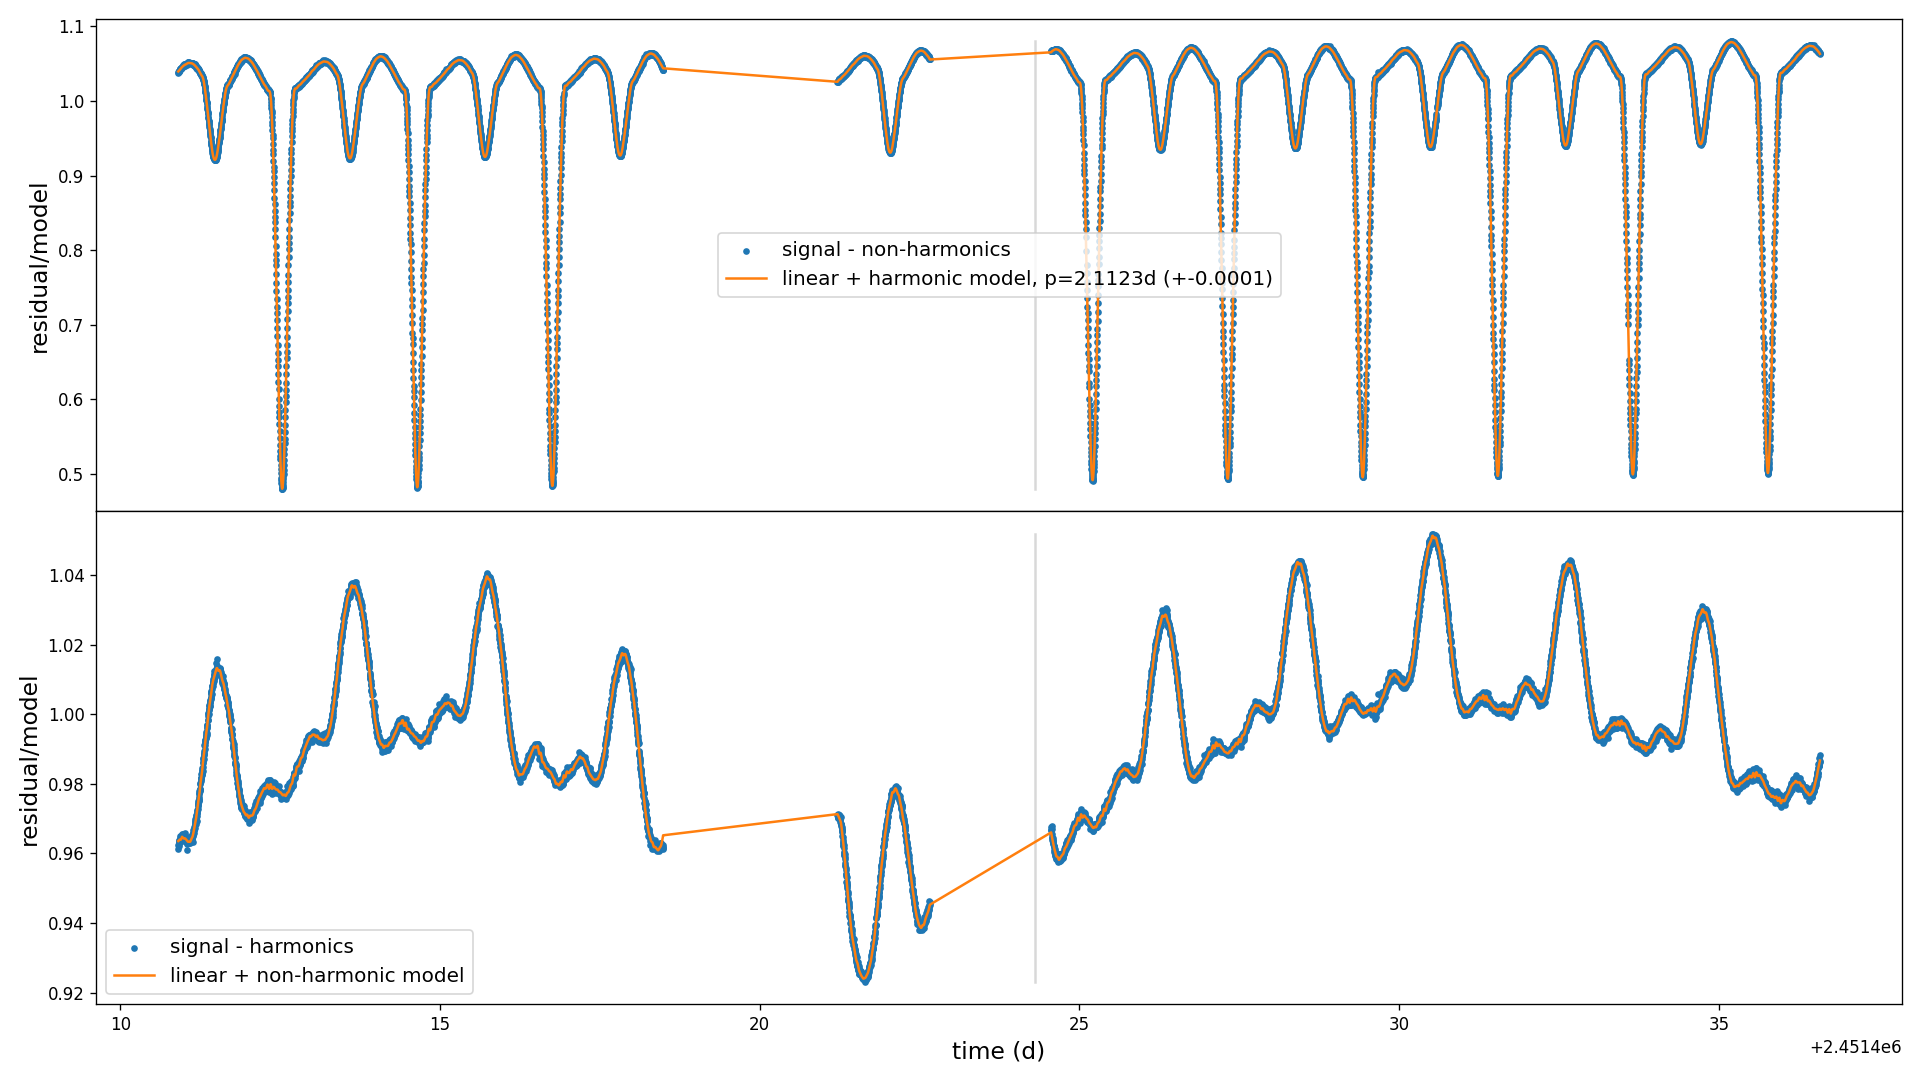 1.1
1.0
0.9
0.8
0.7
0.6
0.5
residual/model
signal - non-harmonics
linear + harmonic model, p=2.1123d (+-0.0001)
1.04
1.02
1.00
0.98
0.96
0.94
0.92
residual/model
signal - harmonics
linear + non-harmonic model
10 15 20 25 30 35
time (d)
+2.4514e6